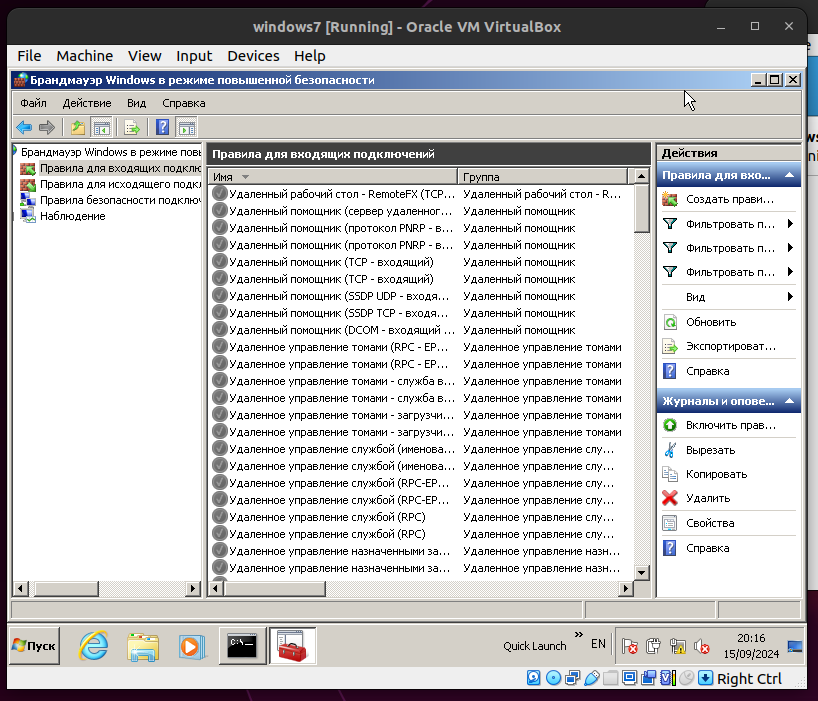 windows7 [Running] - Oracle VM VirtualBox
File Machine View Input Devices Help
Брандмауэр Windows в режиме повышенной безопасности
Файл Действие Вид Справка
Брандмауэр Windows в режиме повы
Правила для входящих подклю
Правила для исходящего подкл
Правила безопасности подключ
Наблюдение
Правила для входящих подключений
Имя Группа
Удаленный рабочий стол - RemoteFX (TCP... Удаленный рабочий стол - R...
Удаленный помощник (сервер удаленног... Удаленный помощник
Удаленный помощник (протокол PNRP - в... Удаленный помощник
Удаленный помощник (протокол PNRP - в... Удаленный помощник
Удаленный помощник (TCP - входящий) Удаленный помощник
Удаленный помощник (TCP - входящий) Удаленный помощник
Удаленный помощник (SSDP UDP - входя... Удаленный помощник
Удаленный помощник (SSDP TCP - входя... Удаленный помощник
Удаленный помощник (DCOM - входящий ... Удаленный помощник
Удаленное управление томами (RPC - EP... Удаленное управление томами
Удаленное управление томами (RPC - EP... Удаленное управление томами
Удаленное управление томами - служба в... Удаленное управление томами
Удаленное управление томами - служба в... Удаленное управление томами
Удаленное управление томами - загрузчи... Удаленное управление томами
Удаленное управление томами - загрузчи... Удаленное управление томами
Удаленное управление службой (именова... Удаленное управление слу...
Удаленное управление службой (именова... Удаленное управление слу...
Удаленное управление службой (RPC-EP... Удаленное управление слу...
Удаленное управление службой (RPC-EP... Удаленное управление слу...
Удаленное управление службой (RPC) Удаленное управление слу...
Удаленное управление службой (RPC) Удаленное управление слу...
Удаленное управление назначенными за... Удаленное управление назн...
Удаленное управление назначенными за... Удаленное управление назн...
Действия
Правила для вхо...
Создать прави...
Фильтровать п...
Фильтровать п...
Фильтровать п...
Вид
Обновить
Экспортироват...
Справка
Журналы и опове...
Включить прав...
Вырезать
Копировать
Удалить
Свойства
Справка
Пуск
C:\-
Quick Launch »
EN
20:16
15/09/2024
Right Ctrl